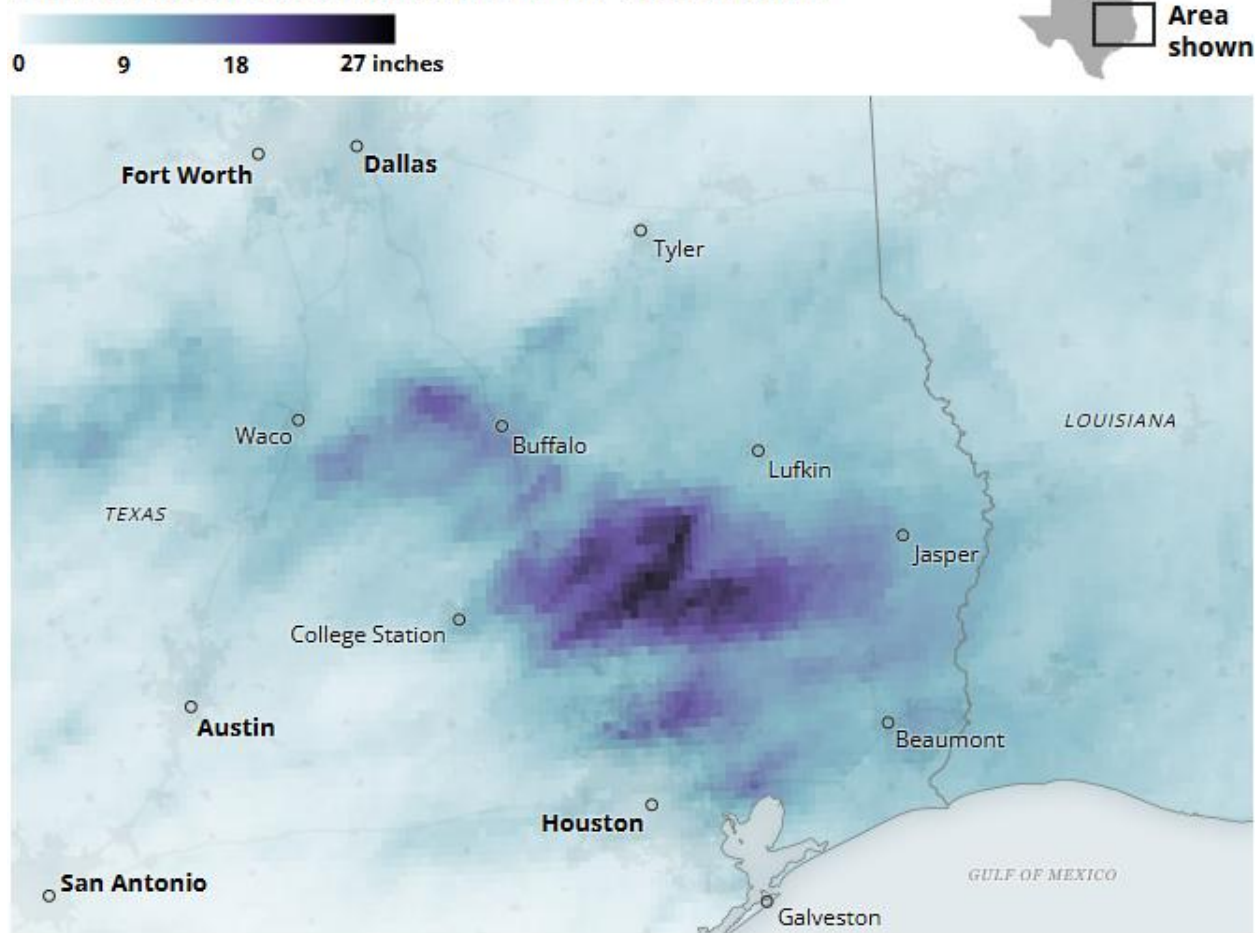 Area
shown
0 9 18 27 inches
Fort Worth
Dallas
Tyler
Waco
Buffalo
LOUISIANA
Lufkin
TEXAS
Jasper
College Station
Austin
Beaumont
Houston
San Antonio
GULF OF MEXICO
Galveston